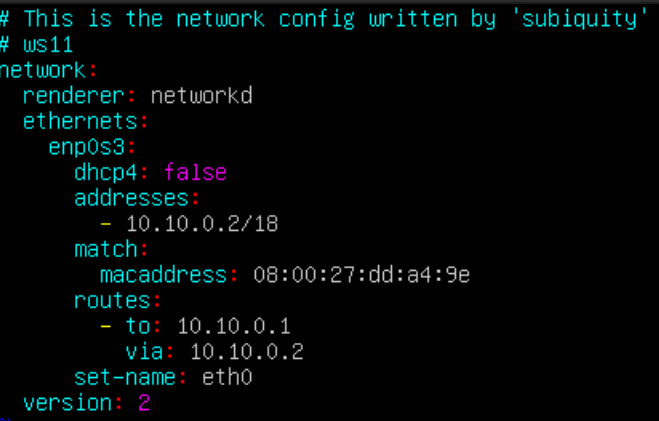 # This is the network config written by 'subiquity'
# ws11
network:
  renderer: networkd
  ethernets:
    enp0s3:
      dhcp4: false
      addresses:
        - 10.10.0.2/18
      match:
        macaddress: 08:00:27:dd:a4:9e
      routes:
        - to: 10.10.0.1
          via: 10.10.0.2
      set-name: eth0
  version: 2